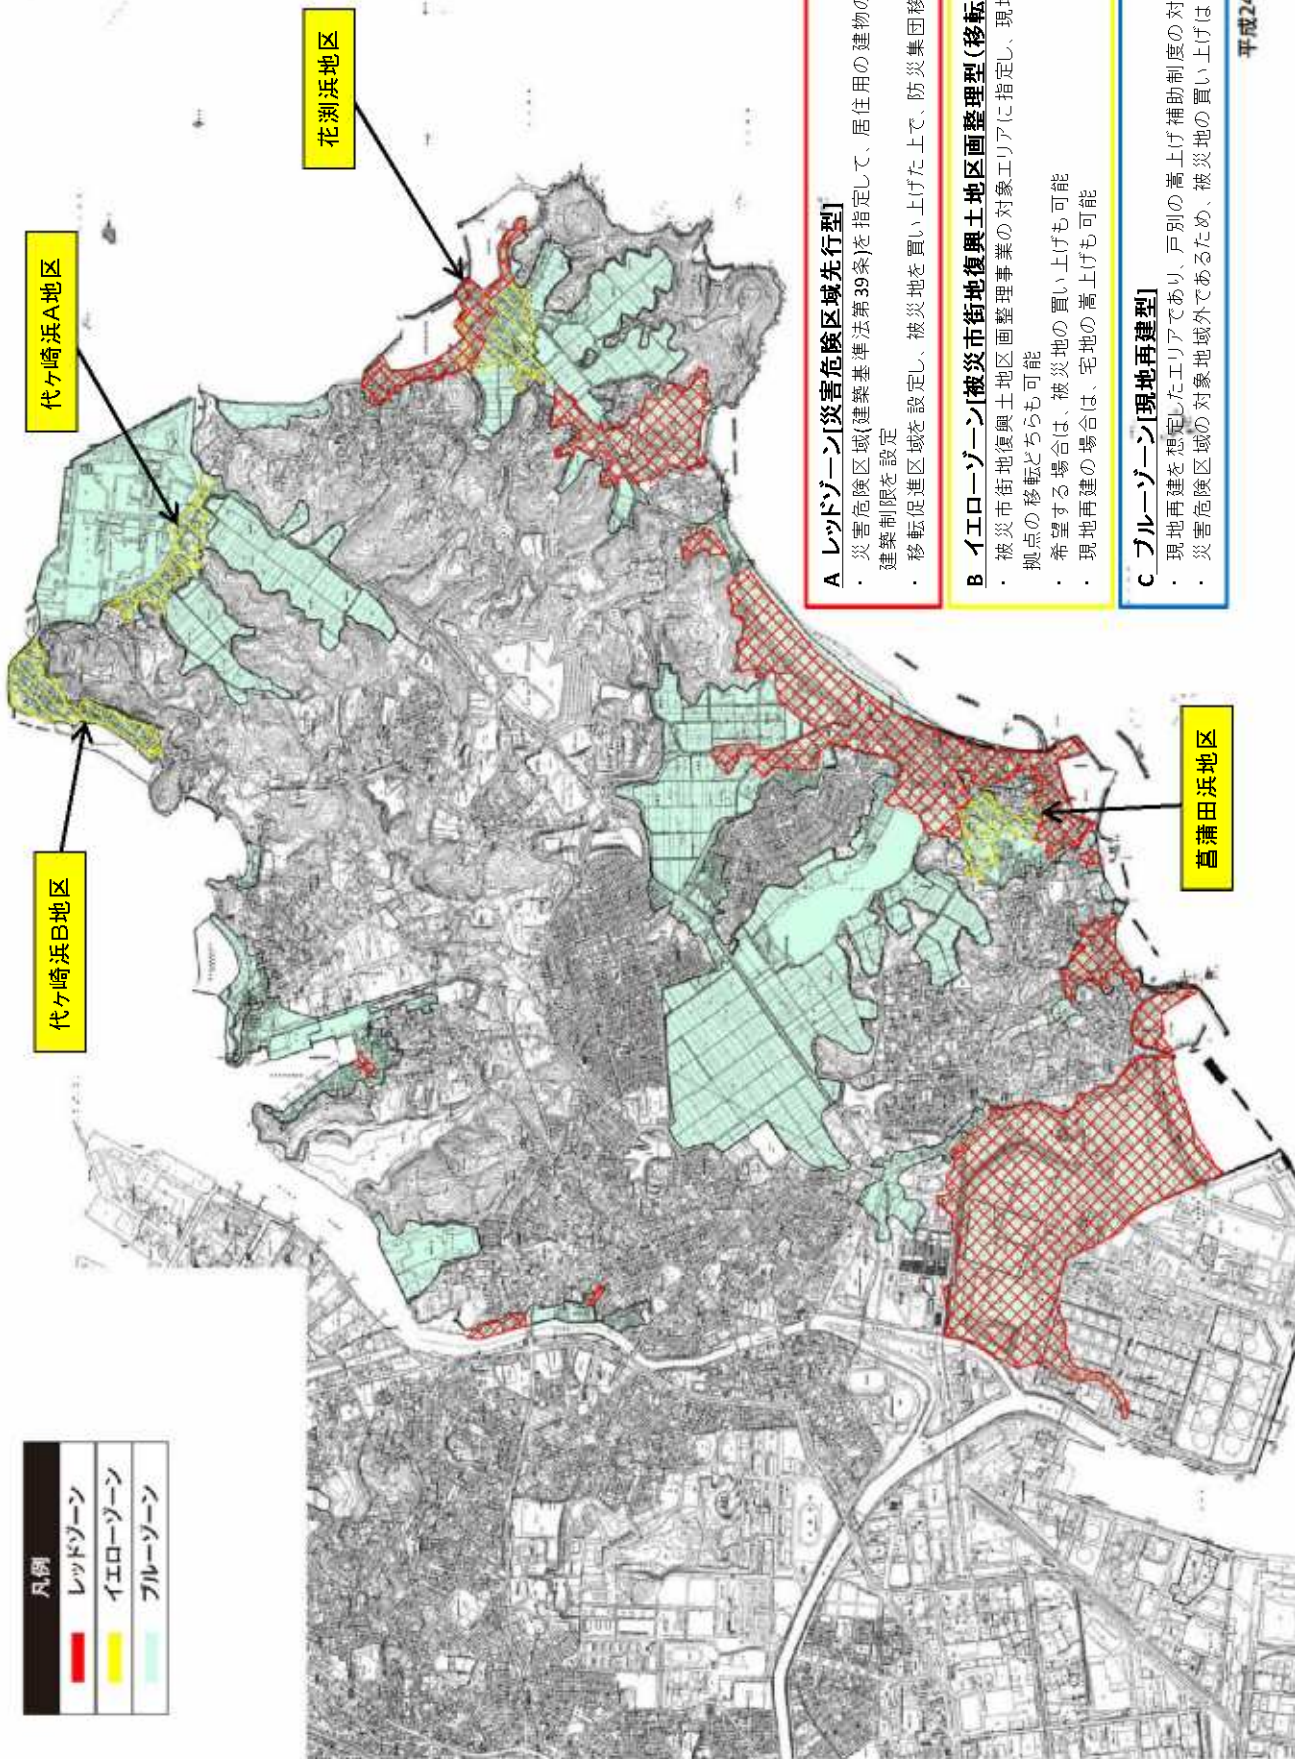 凡例
レッドゾーン
イエローゾーン
ブルーゾーン
代ヶ崎浜B地区
代ヶ崎浜A地区
花渕浜地区
菖蒲田浜地区
A レッドゾーン[災害危険区域先行型]
・ 災害危険区域(建築基準法第39条)を指定して、居住用の建物の
建築制限を設定
・ 移転促進区域を設定し、被災地を買い上げた上で、防災集団移
B イエローゾーン[被災市街地復興土地区画整理型(移転
・ 被災市街地復興土地区画整理事業の対象エリアに指定し、現地
拠点の移転どちらも可能
・ 希望する場合は、被災地の買い上げも可能
・ 現地再建の場合は、宅地の嵩上げも可能
C ブルーゾーン[現地再建型]
・ 現地再建を想定したエリアであり、戸別の嵩上げ補助制度の対
・ 災害危険区域の対象地域外であるため、被災地の買い上げは
平成24